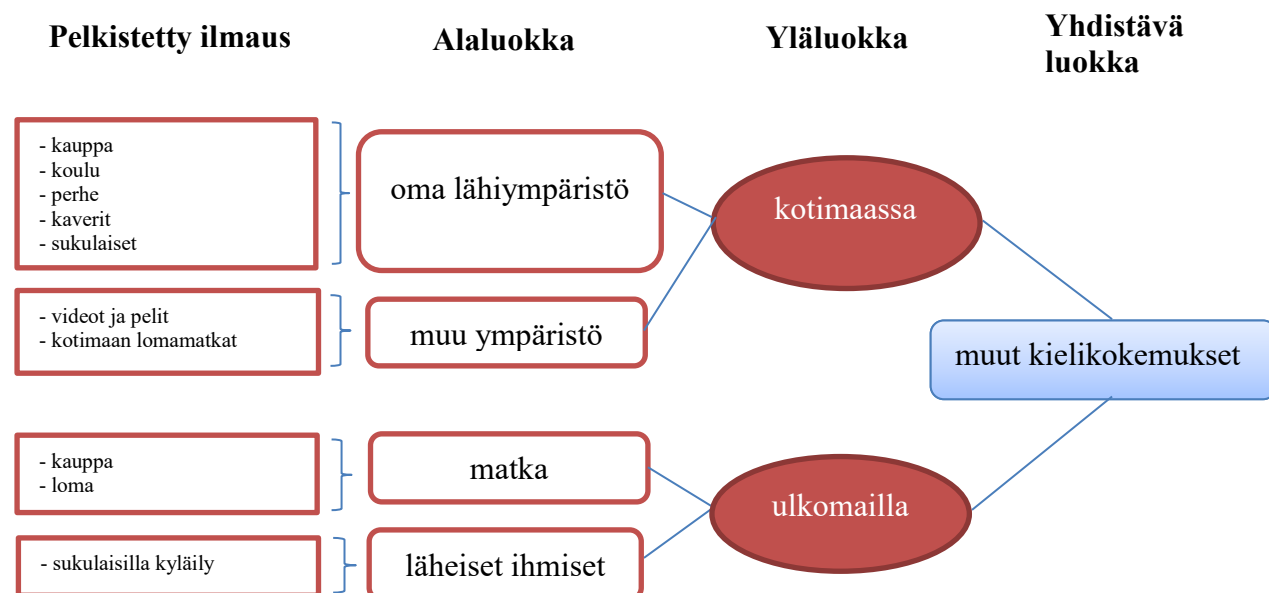 Pelkistetty ilmaus
Alaluokka
Yläluokka
Yhdistävä
luokka
- kauppa
- koulu
- perhe
- kaverit
- sukulaiset
oma lähiympäristö
kotimaassa
- videot ja pelit
- kotimaan lomamatkat
muu ympäristö
muut kielikokemukset
- kauppa
- loma
matka
ulkomailla
- sukulaisilla kyläily
läheiset ihmiset